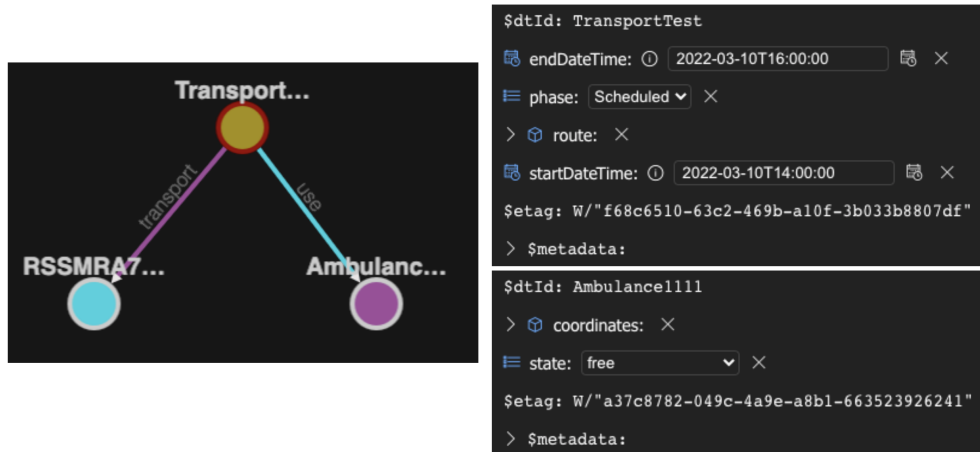 Transport...
transport
use
RSSMRA7...
Ambulanc...
$dtId: TransportTest
endDateTime: 2022-03-10T16:00:00
phase: Scheduled
route:
startDateTime: 2022-03-10T14:00:00
$etag: W/"f68c6510-63c2-469b-a10f-3b033b8807df"
$metadata:
$dtId: Ambulance1111
coordinates:
state: free
$etag: W/"a37c8782-049c-4a9e-a8b1-663523926241"
$metadata: